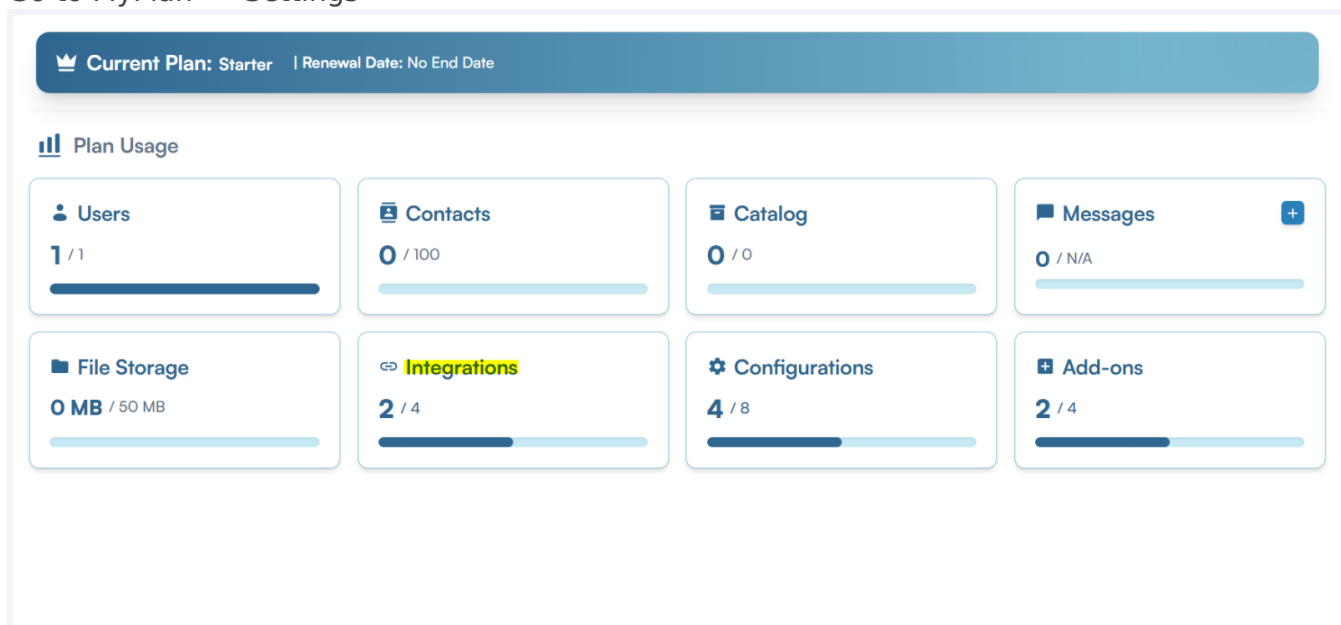 Current Plan: Starter | Renewal Date: No End Date
Plan Usage
Users
1 / 1
Contacts
0 / 100
Catalog
0 / 0
Messages
0 / N/A
File Storage
0 MB / 50 MB
Integrations
2 / 4
Configurations
4 / 8
Add-ons
2 / 4